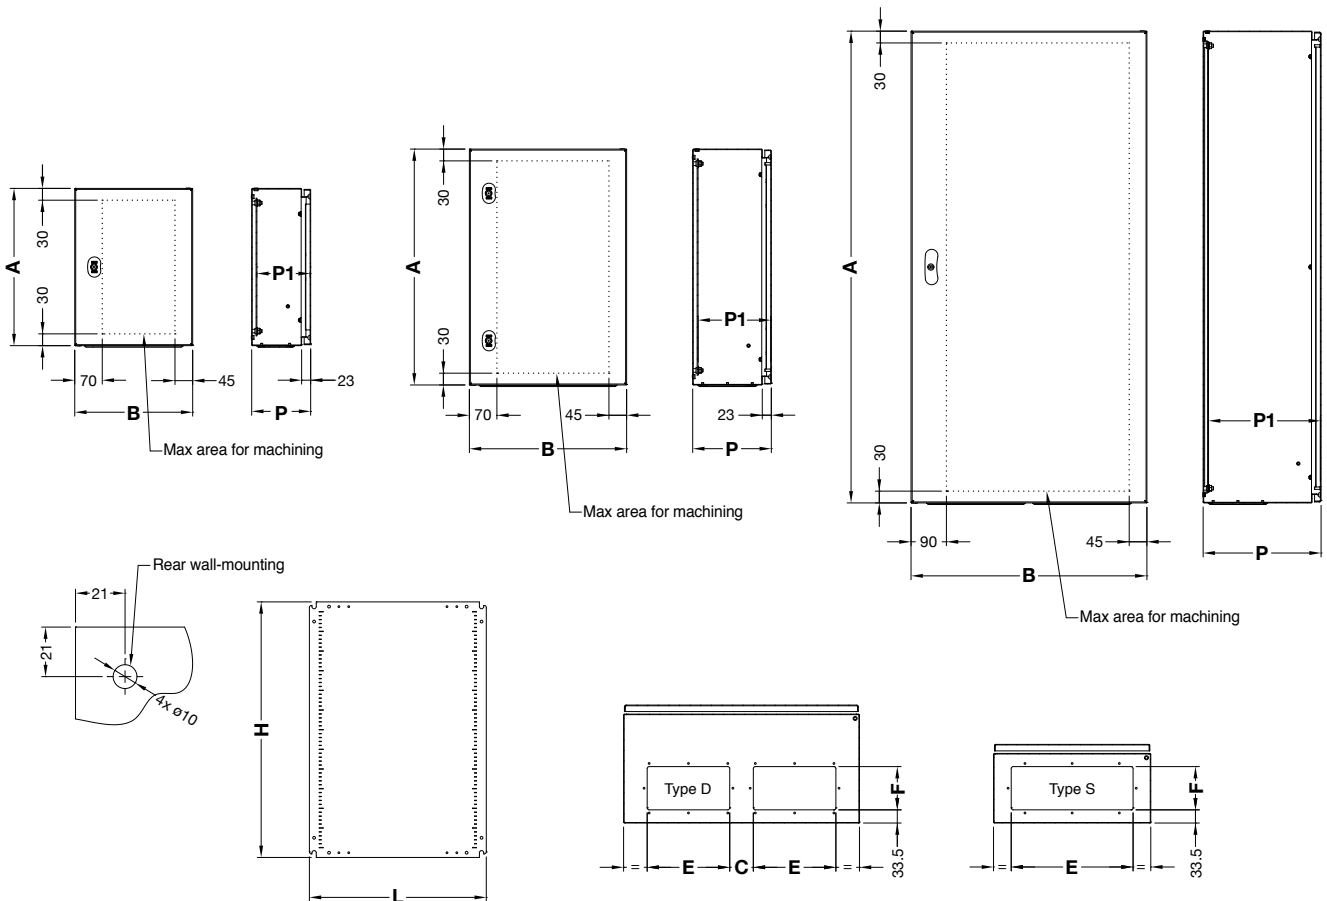 A
30
30
70
B
45
Max area for machining
P1
23
P
A
30
30
70
45
B
Max area for machining
P1
23
P
A
30
30
90
45
B
Max area for machining
P1
P
Rear wall-mounting
21
21
4x ø10
H
L
Type D
F
33.5
=
E
C
E
=
Type S
F
33.5
=
E
=